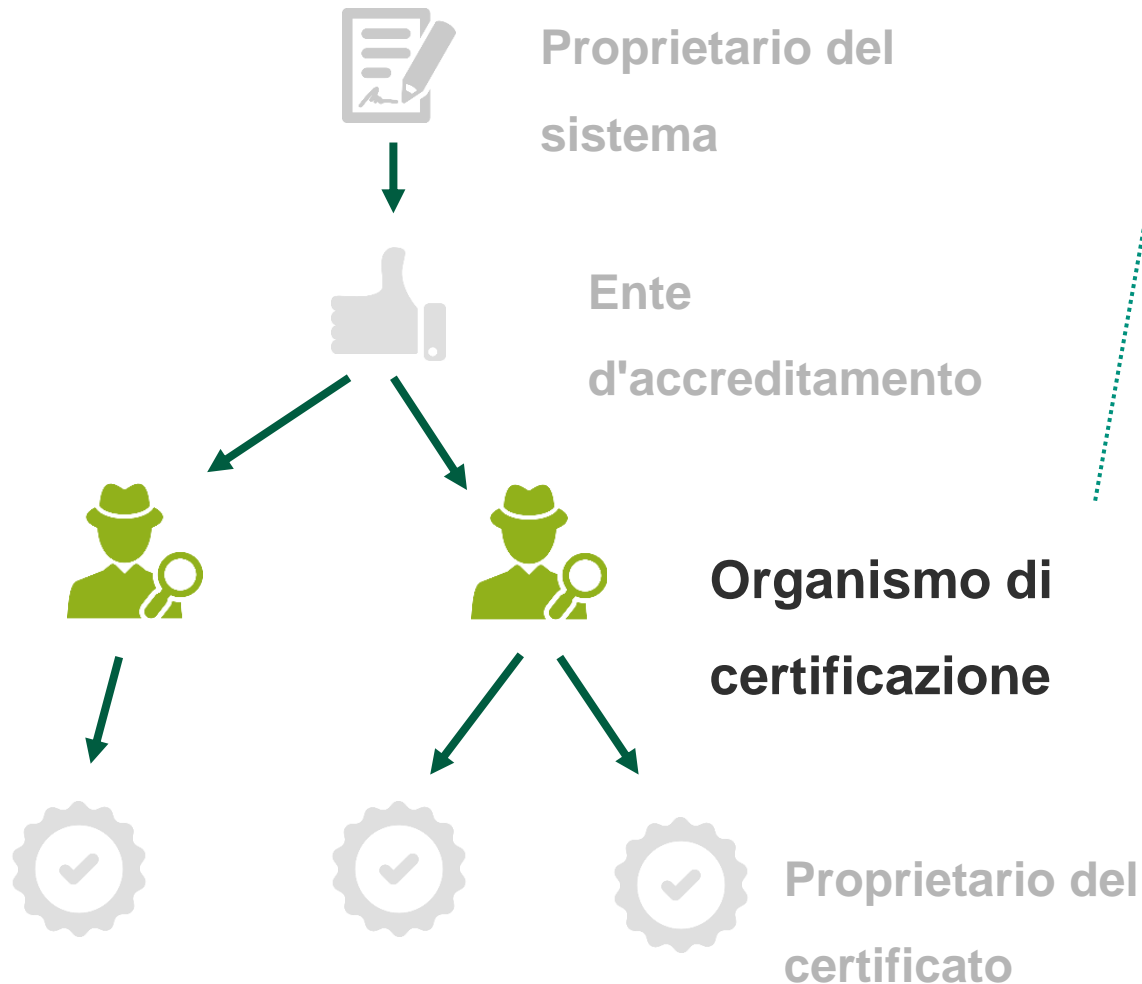 Proprietario del
sistema
Ente
d'accreditamento
Organismo di
certificazione
Proprietario del
certificato